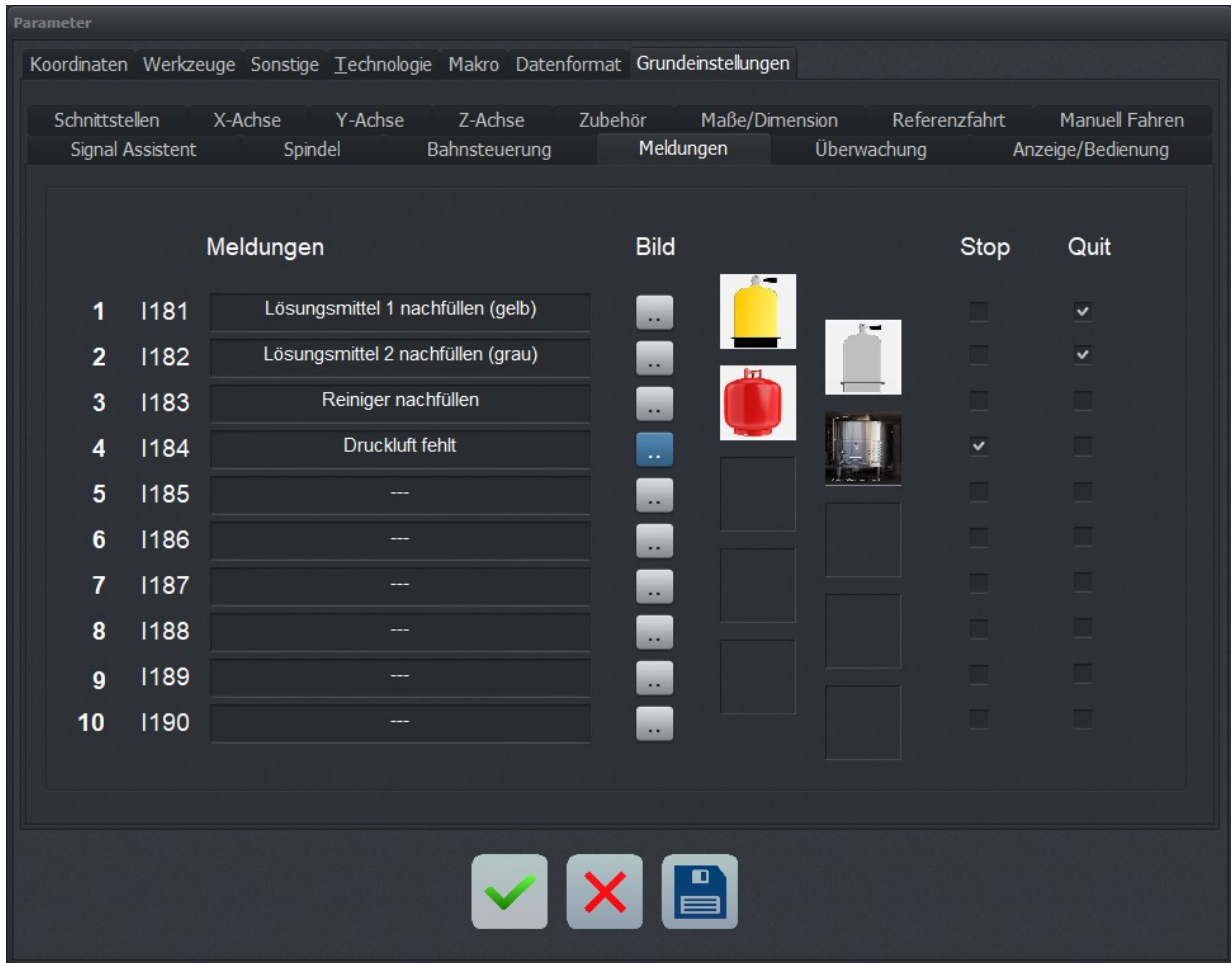 Parameter
Koordinaten Werkzeuge Sonstige Technologie Makro Datenformat Grundeinstellungen
Schnittstellen X-Achse Y-Achse Z-Achse Zubehör Maße/Dimension Referenzfahrt Manuell Fahren
Signal Assistent Spindel Bahnsteuerung Meldungen Überwachung Anzeige/Bedienung
Meldungen Bild Stop Quit
1 I181 Lösungsmittel 1 nachfüllen (gelb) ..
2 I182 Lösungsmittel 2 nachfüllen (grau) ..
3 I183 Reiniger nachfüllen ..
4 I184 Druckluft fehlt ..
5 I185 --- ..
6 I186 --- ..
7 I187 --- ..
8 I188 --- ..
9 I189 --- ..
10 I190 --- ..